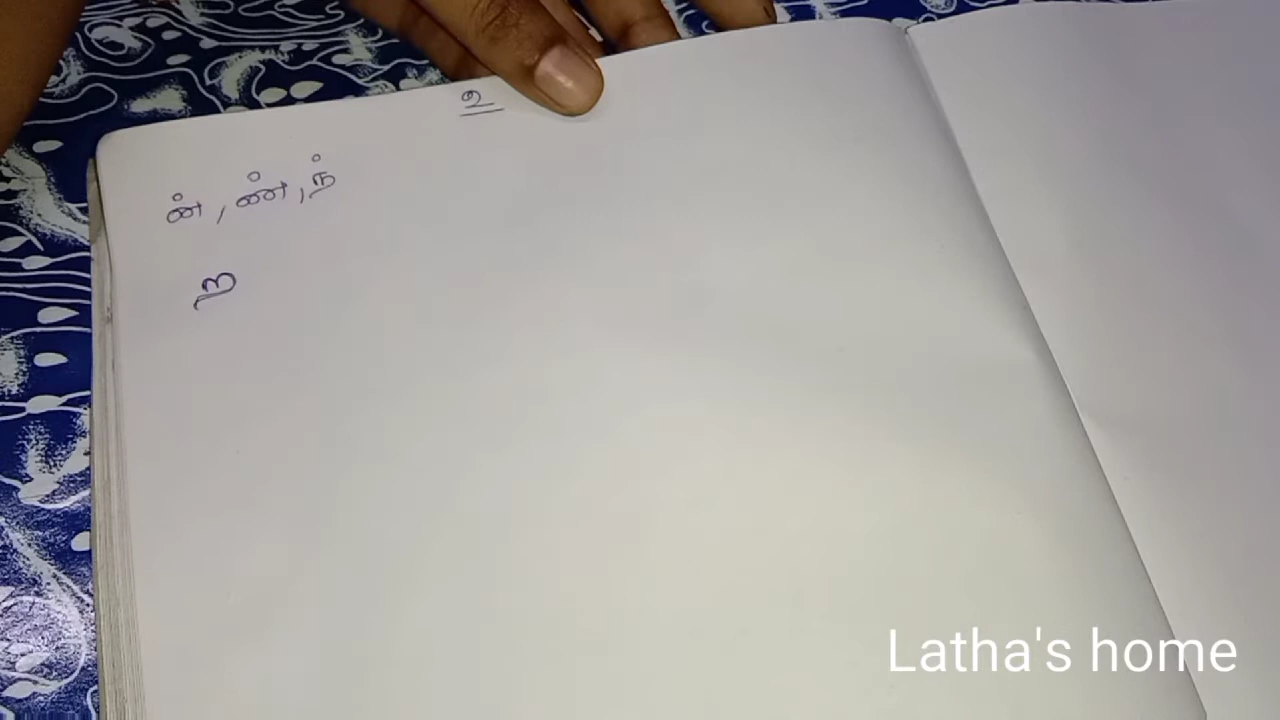 உ
ன் , ண் , ந்
ற
Latha's home